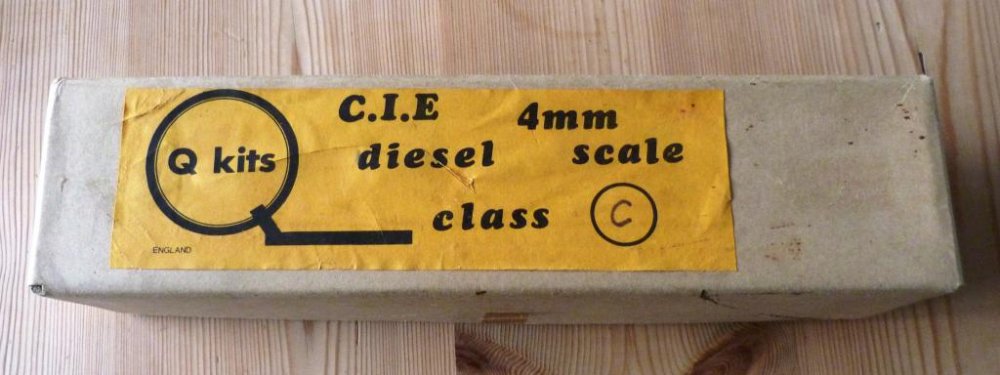 C.I.E 4mm
Q kits diesel scale
class C
ENGLAND